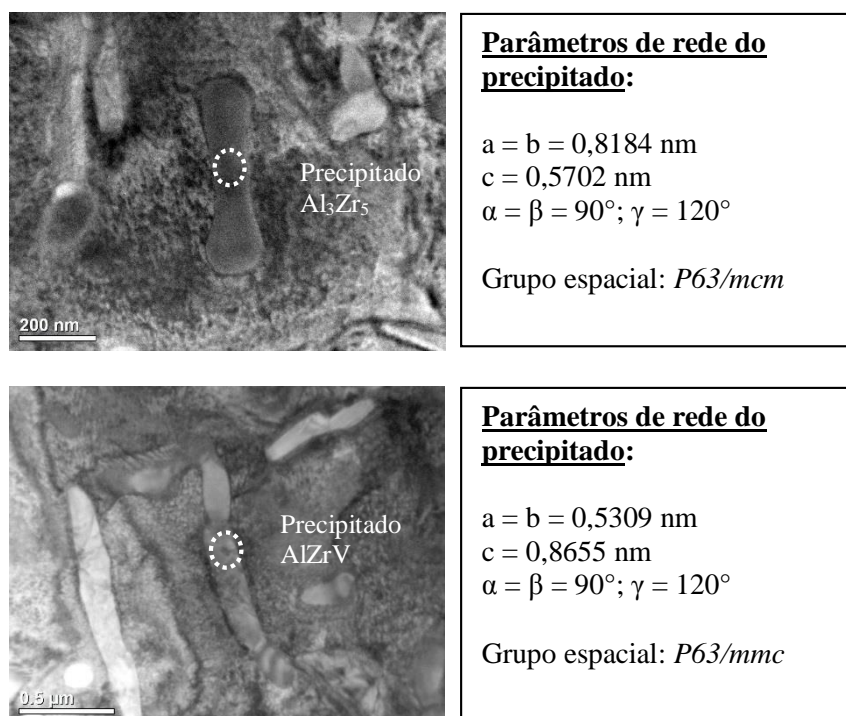 Precipitado
Al₃Zr₅
200 nm
Parâmetros de rede do
precipitado:
a = b = 0,8184 nm
c = 0,5702 nm
α = β = 90°; γ = 120°
Grupo espacial: P63/mcm
Precipitado
AlZrV
0.5 µm
Parâmetros de rede do
precipitado:
a = b = 0,5309 nm
c = 0,8655 nm
α = β = 90°; γ = 120°
Grupo espacial: P63/mmc